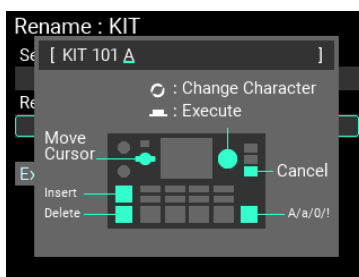 Rename : KIT
Se
[ KIT 101 A ]
: Change Character
: Execute
Re
Move
Cursor
Ex
Cancel
Insert
Delete
A/a/0/!